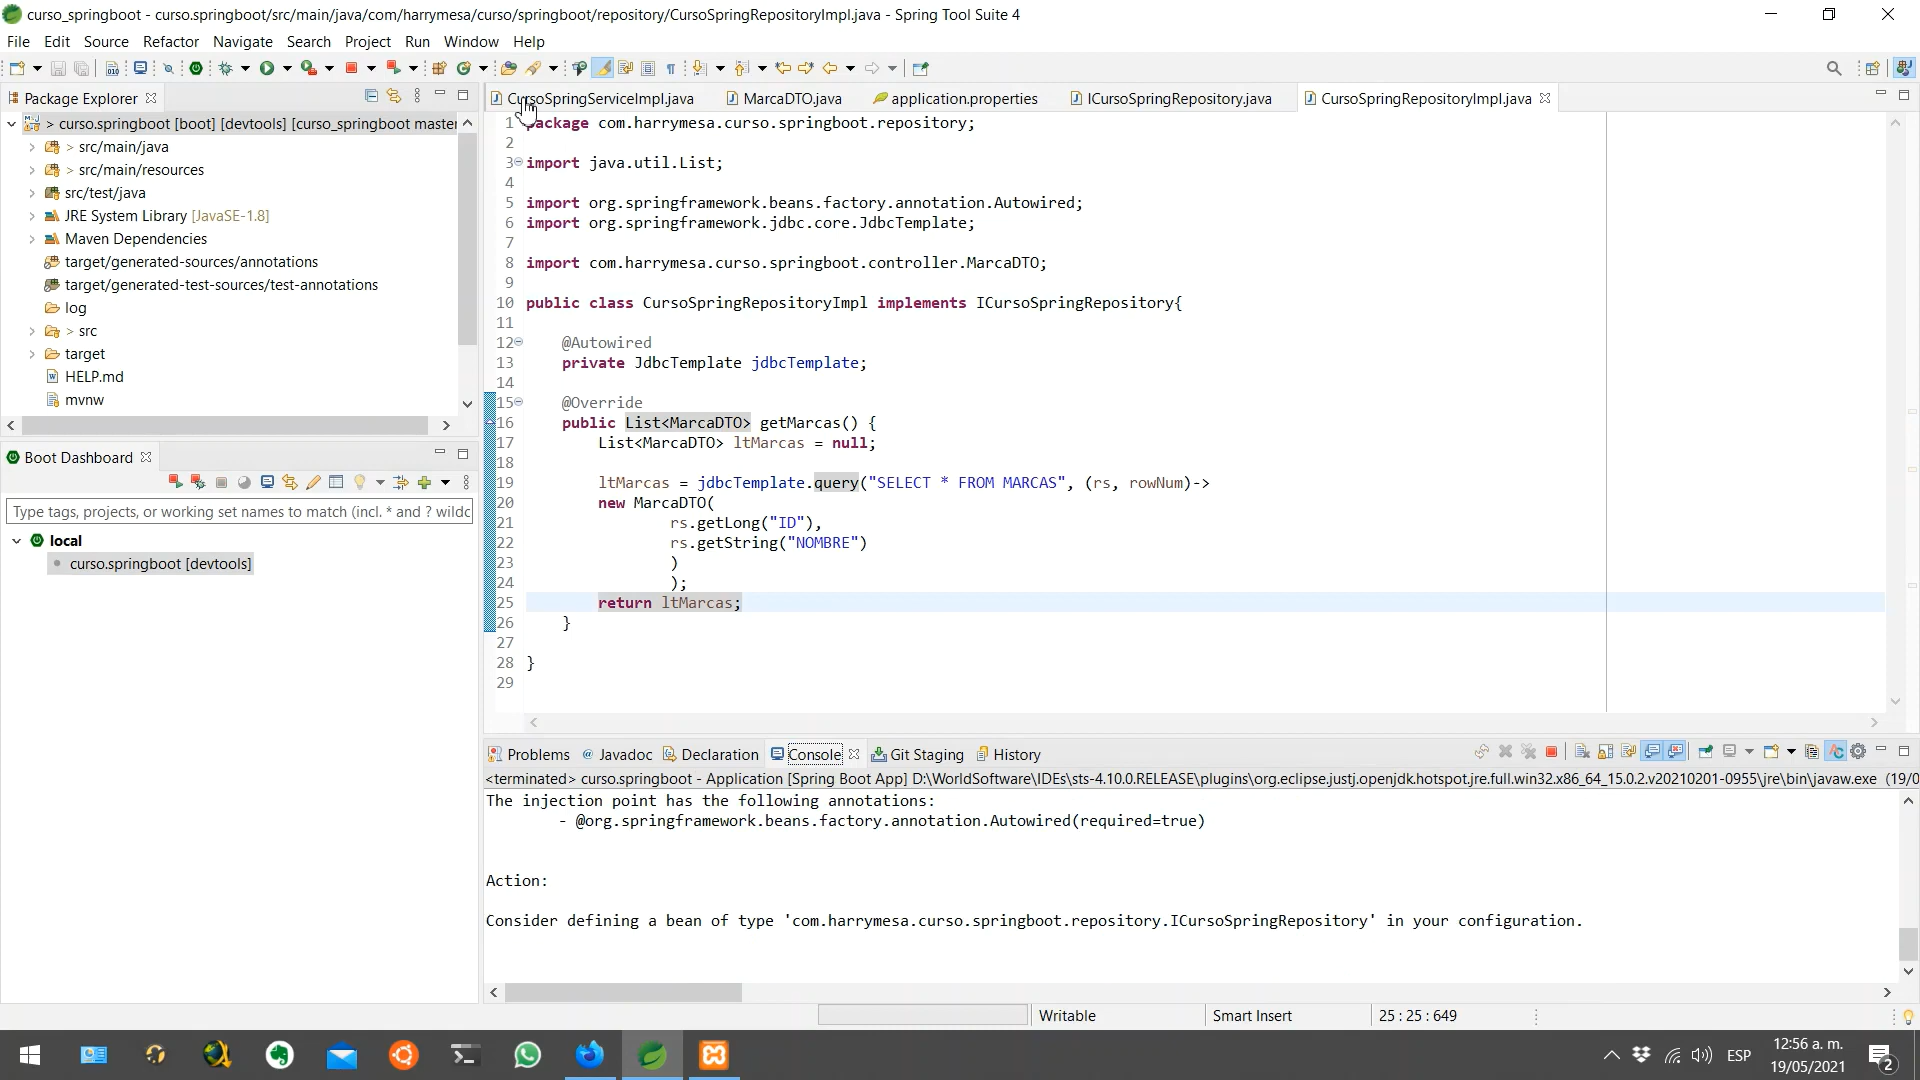 curso_springboot - curso.springboot/src/main/java/com/harrymesa/curso/springboot/repository/CursoSpringRepositoryImpl.java - Spring Tool Suite 4
File Edit Source Refactor Navigate Search Project Run Window Help
Package Explorer
> curso.springboot [boot] [devtools] [curso_springboot master
> src/main/java
> src/main/resources
src/test/java
JRE System Library [JavaSE-1.8]
Maven Dependencies
target/generated-sources/annotations
target/generated-test-sources/test-annotations
log
> src
target
HELP.md
mvnw
Boot Dashboard
Type tags, projects, or working set names to match (incl. * and ? wildc
local
curso.springboot [devtools]
CursoSpringServiceImpl.java MarcaDTO.java application.properties ICursoSpringRepository.java CursoSpringRepositoryImpl.java
1 package com.harrymesa.curso.springboot.repository;
2
3 import java.util.List;
4
5 import org.springframework.beans.factory.annotation.Autowired;
6 import org.springframework.jdbc.core.JdbcTemplate;
7
8 import com.harrymesa.curso.springboot.controller.MarcaDTO;
9
10 public class CursoSpringRepositoryImpl implements ICursoSpringRepository{
11
12 @Autowired
13 private JdbcTemplate jdbcTemplate;
14
15 @Override
16 public List<MarcaDTO> getMarcas() {
17 List<MarcaDTO> ltMarcas = null;
18
19 ltMarcas = jdbcTemplate.query("SELECT * FROM MARCAS", (rs, rowNum)->
20 new MarcaDTO(
21 rs.getLong("ID"),
22 rs.getString("NOMBRE")
23 )
24 );
25 return ltMarcas;
26 }
27
28 }
29
Problems Javadoc Declaration Console Git Staging History
<terminated> curso.springboot - Application [Spring Boot App] D:\WorldSoftware\IDEs\sts-4.10.0.RELEASE\plugins\org.eclipse.justj.openjdk.hotspot.jre.full.win32.x86_64_15.0.2.v20210201-0955\jre\bin\javaw.exe (19/0
The injection point has the following annotations:
- @org.springframework.beans.factory.annotation.Autowired(required=true)
Action:
Consider defining a bean of type 'com.harrymesa.curso.springboot.repository.ICursoSpringRepository' in your configuration.
Writable Smart Insert 25 : 25 : 649
ESP
12:56 a. m.
19/05/2021
2